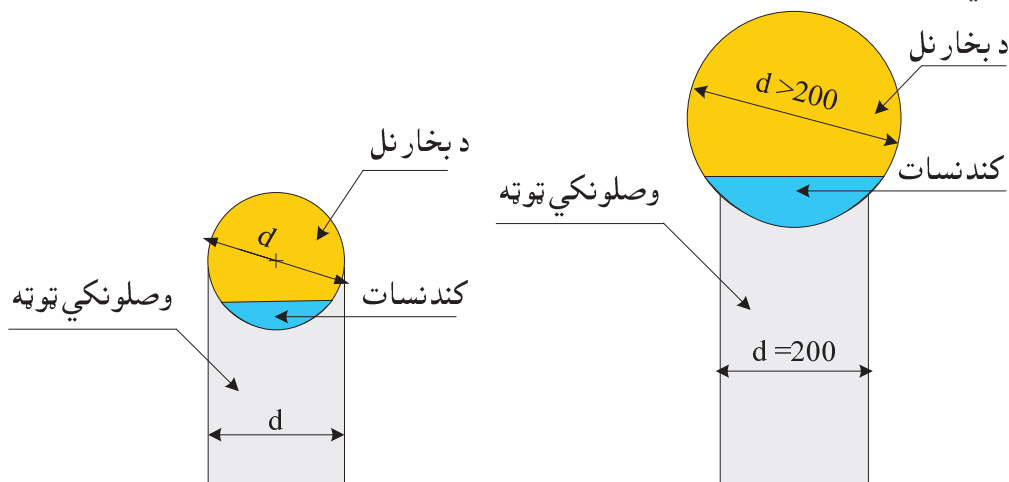 د بخار نل
d
وصلونکي ټوټه
کندنسات
d
د بخار نل
d >200
کندنسات
وصلونکي ټوټه
d =200